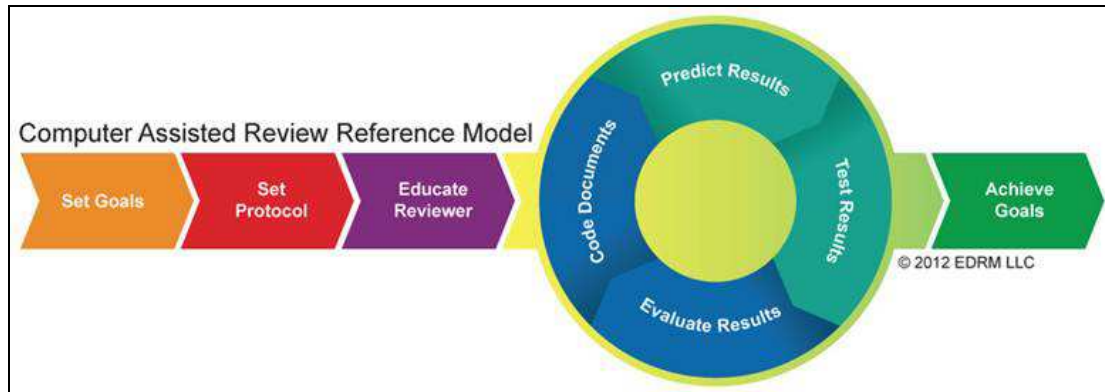 Computer Assisted Review Reference Model
Set Goals
Set
Protocol
Educate
Reviewer
Code Documents
Predict Results
Test Results
Evaluate Results
Achieve
Goals
© 2012 EDRM LLC